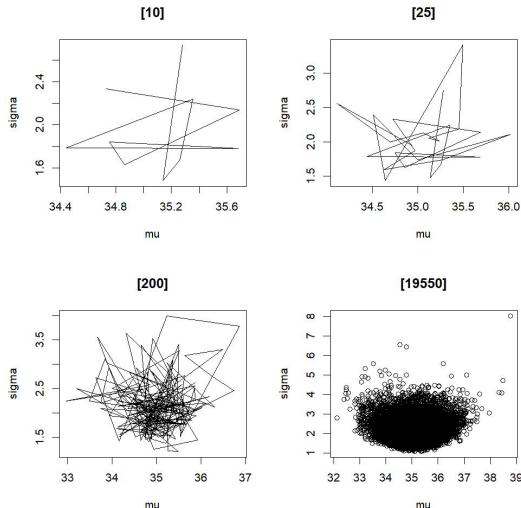 [10]
sigma
1.6 2.0 2.4
34.4 34.8 35.2 35.6
mu
[25]
sigma
1.5 2.0 2.5 3.0
34.5 35.0 35.5 36.0
mu
[200]
sigma
1.5 2.5 3.5
33 34 35 36 37
mu
[19550]
sigma
1 2 3 4 5 6 7 8
32 33 34 35 36 37 38 39
mu